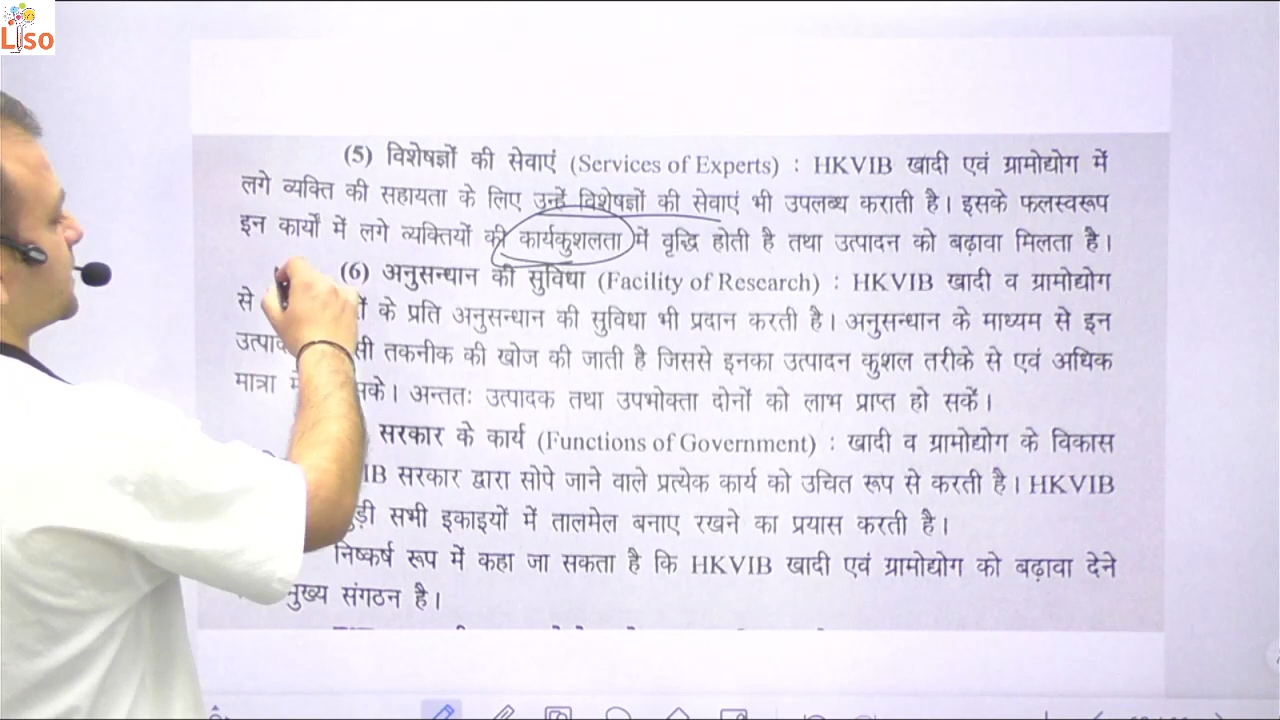 Liso
(5) विशेषज्ञों की सेवाएं (Services of Experts) : HKVIB खादी एवं ग्रामोद्योग में
लगे व्यक्ति की सहायता के लिए उन्हें विशेषज्ञों की सेवाएं भी उपलब्ध कराती है। इसके फलस्वरूप
इन कार्यों में लगे व्यक्तियों की कार्यकुशलता में वृद्धि होती है तथा उत्पादन को बढ़ावा मिलता है।
(6) अनुसन्धान की सुविधा (Facility of Research) : HKVIB खादी व ग्रामोद्योग
से के प्रति अनुसन्धान की सुविधा भी प्रदान करती है। अनुसन्धान के माध्यम से इन
तकनीक की खोज की जाती है जिससे इनका उत्पादन कुशल तरीके से एवं अधिक
मात्रा सके। अन्ततः उत्पादक तथा उपभोक्ता दोनों को लाभ प्राप्त हो सकें।
सरकार के कार्य (Functions of Government) : खादी व ग्रामोद्योग के विकास
सरकार द्वारा सोपे जाने वाले प्रत्येक कार्य को उचित रूप से करती है। HKVIB
सभी इकाइयों में तालमेल बनाए रखने का प्रयास करती है।
निष्कर्ष रूप में कहा जा सकता है कि HKVIB खादी एवं ग्रामोद्योग को बढ़ावा देने
संगठन है।